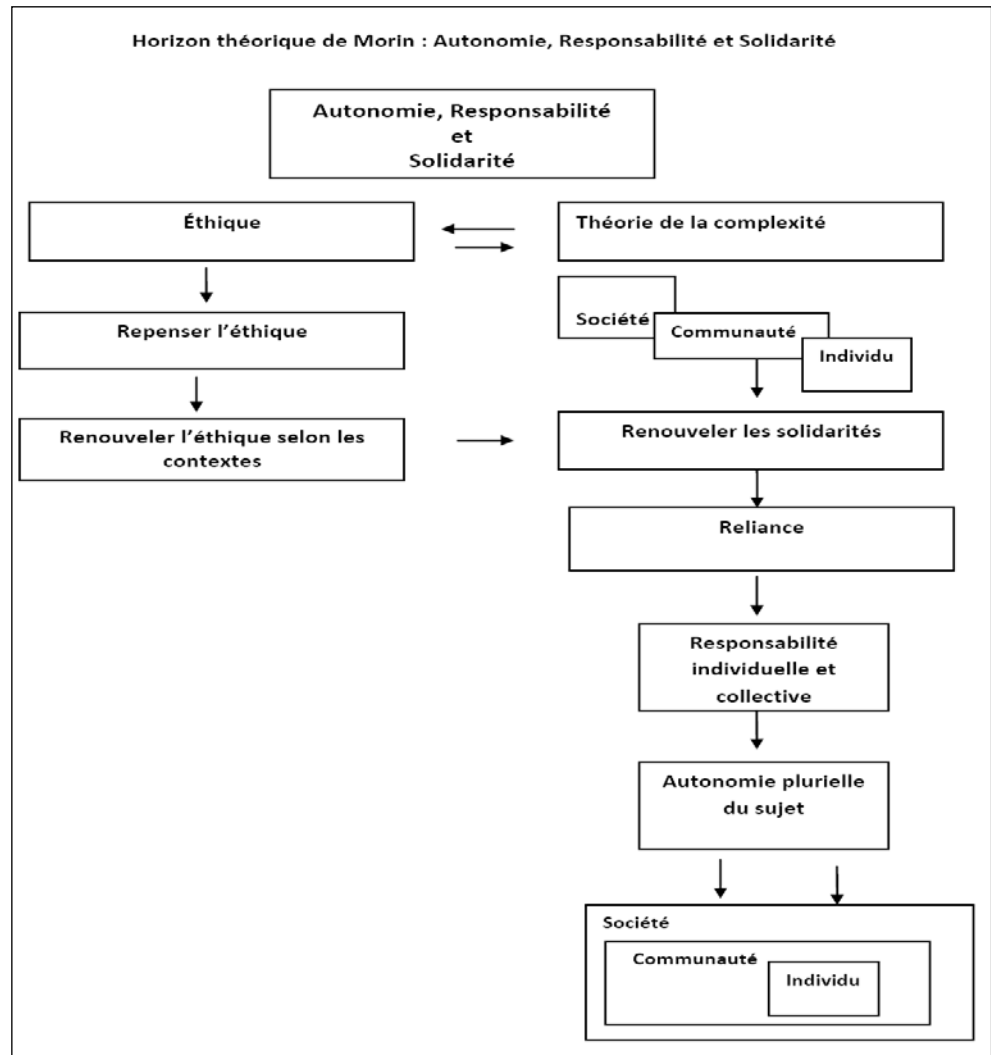 Horizon théorique de Morin : Autonomie, Responsabilité et Solidarité
Autonomie, Responsabilité
et
Solidarité
Éthique
Théorie de la complexité
Repenser l’éthique
Société
Communauté
Individu
Renouveler l’éthique selon les
contextes
Renouveler les solidarités
Reliance
Responsabilité
individuelle et
collective
Autonomie plurielle
du sujet
Société
Communauté
Individu